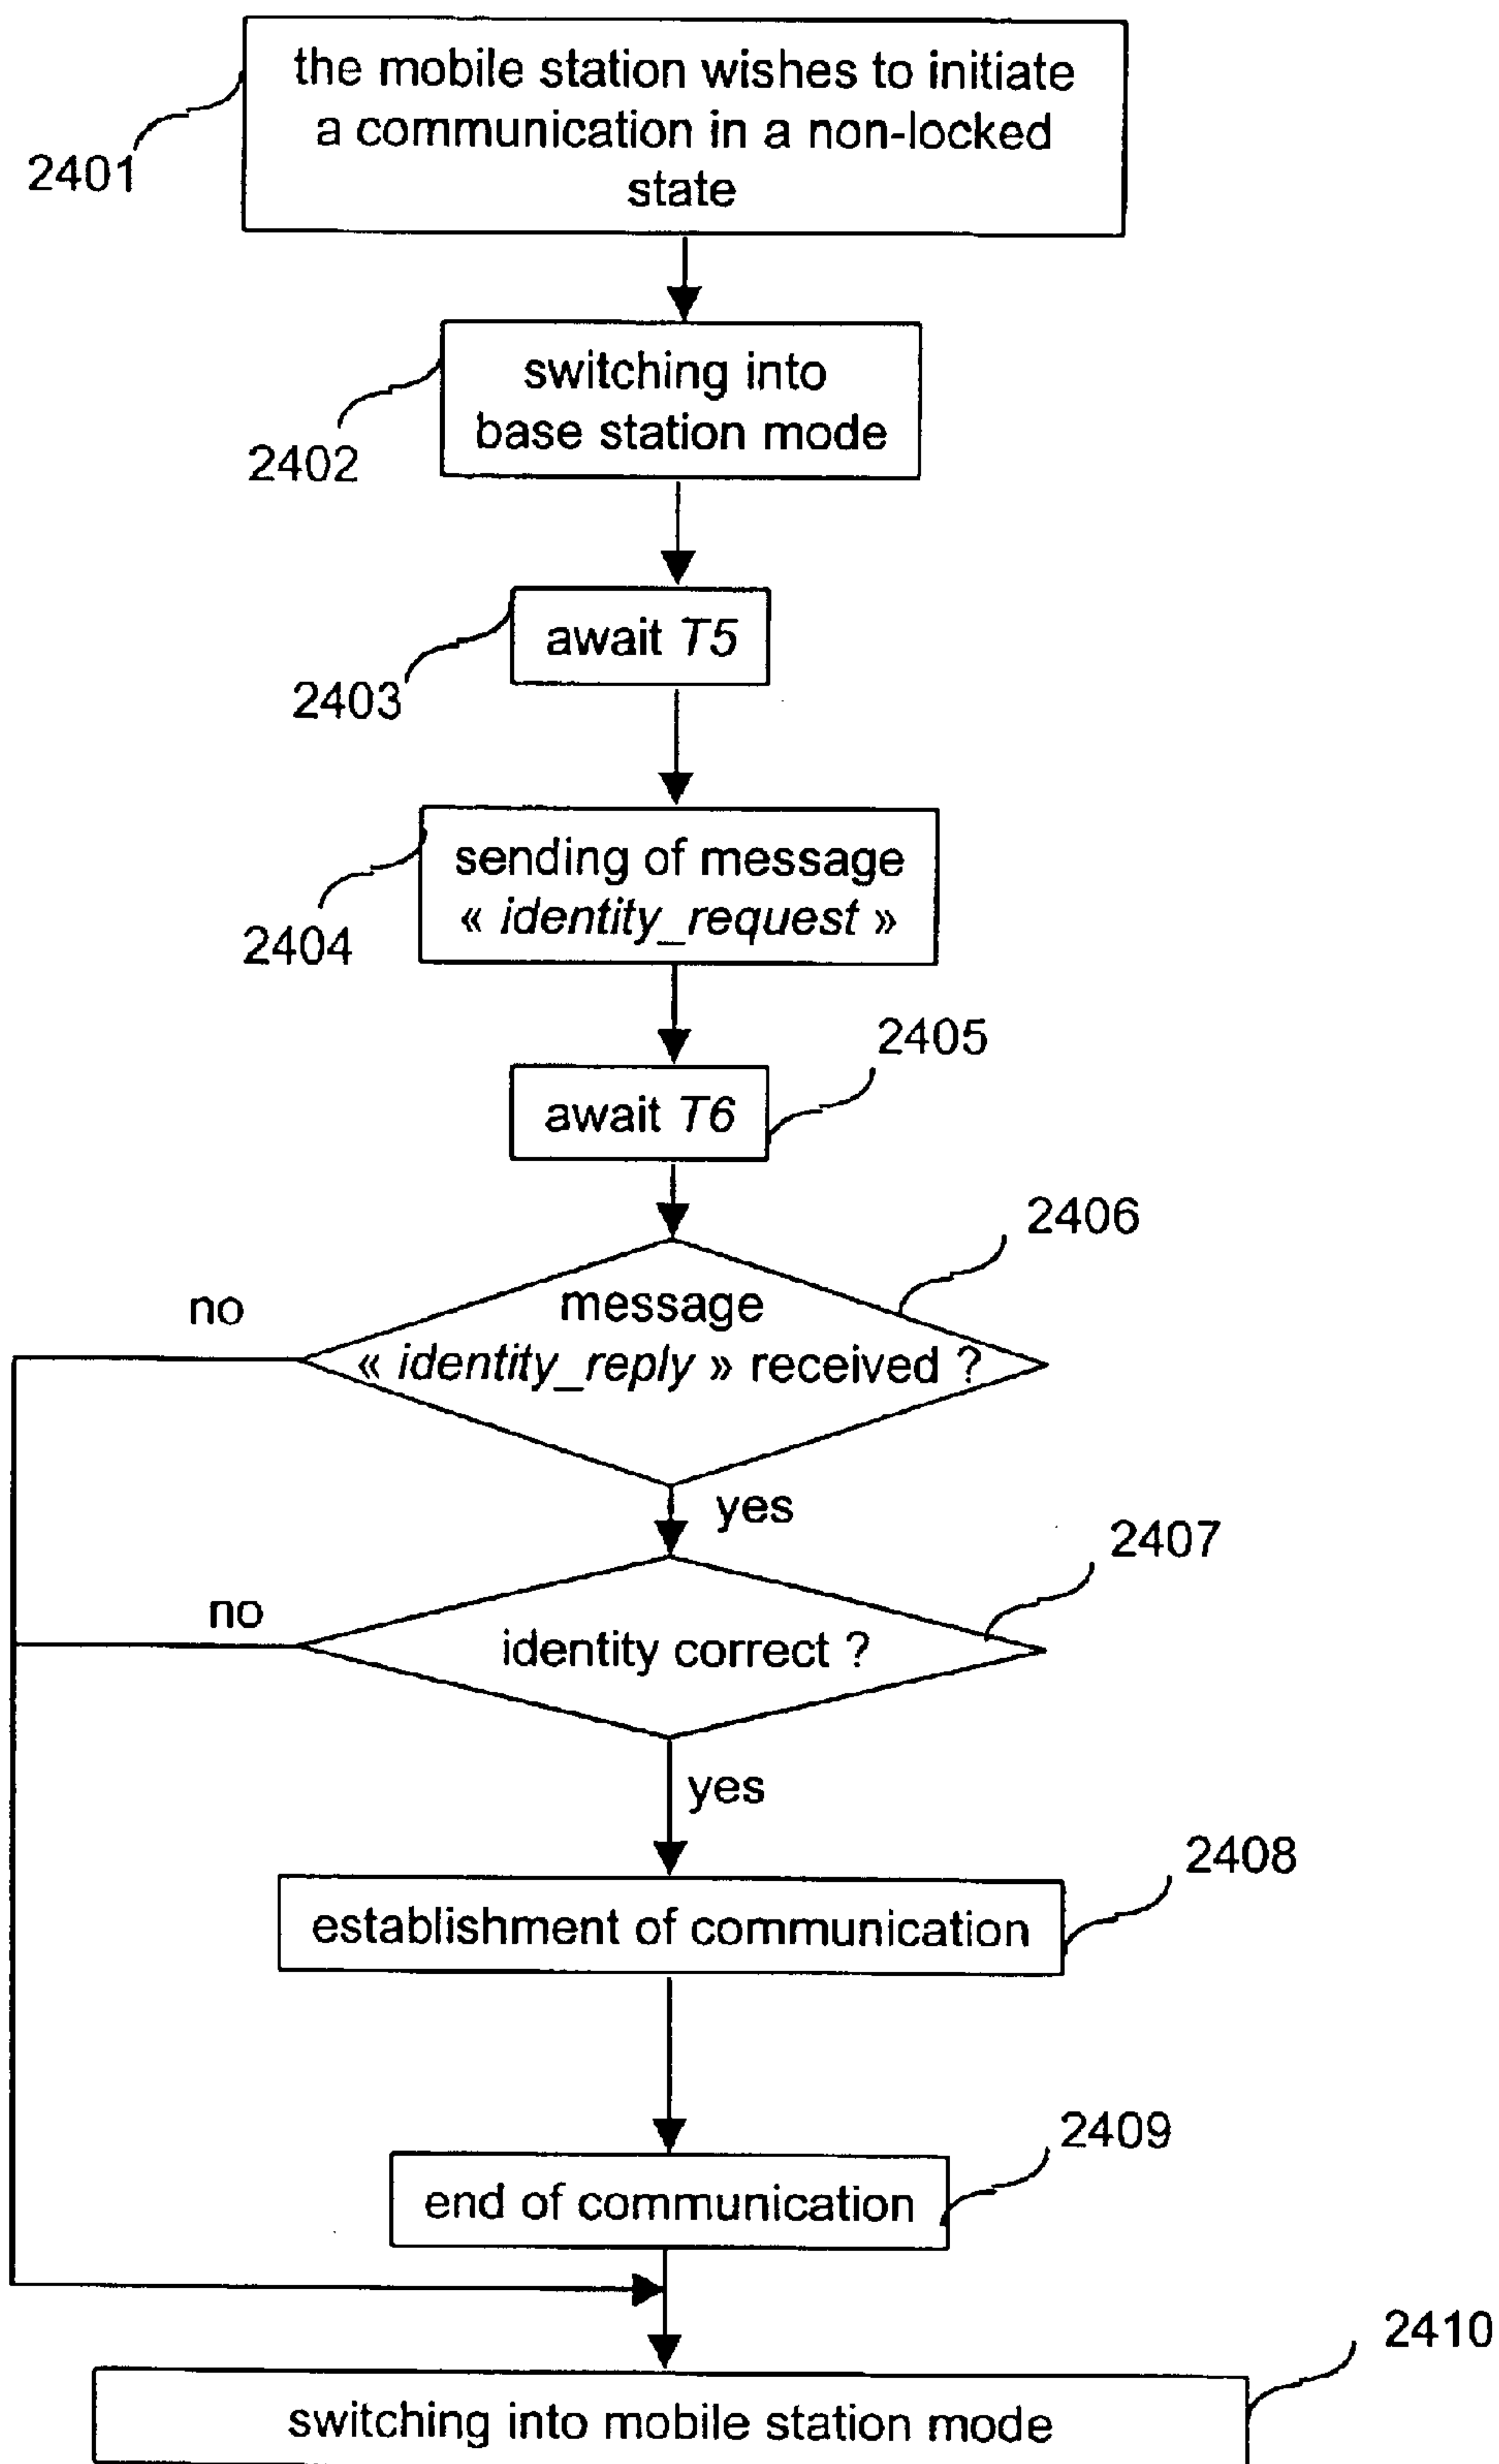 the mobile station wishes to initiate
a communication in a non-locked
state
2401
switching into
base station mode
2402
await T5
2403
sending of message
« identity_request »
2404
2405
await T6
2406
no
message
« identity_reply » received ?
yes
2407
no
identity correct ?
yes
2408
establishment of communication
2409
end of communication
2410
switching into mobile station mode